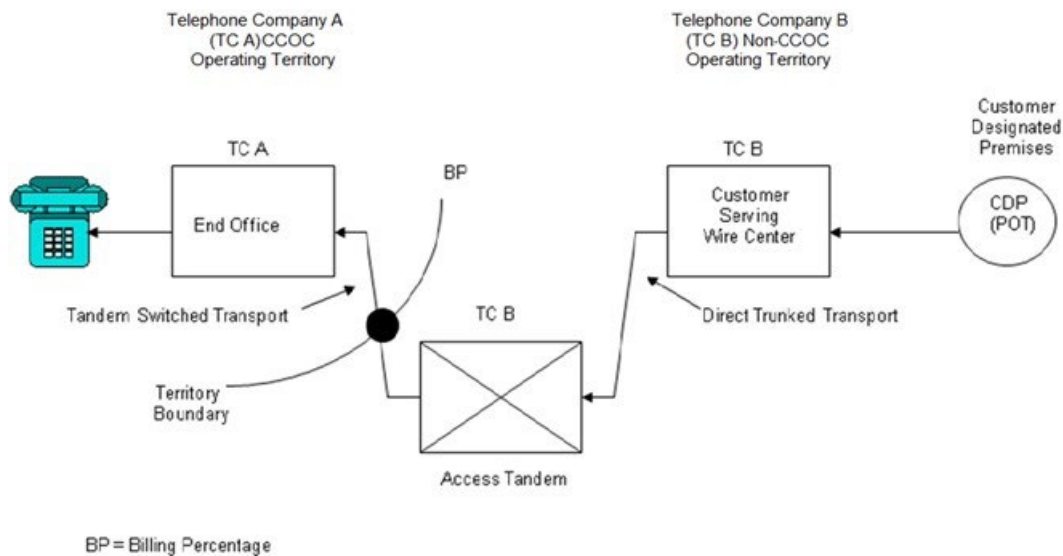 Telephone Company A
(TC A)CCOC
Operating Territory
Telephone Company B
(TC B) Non-CCOC
Operating Territory
Customer
Designated
Premises
TC A
BP
TC B
End Office
Customer
Serving
Wire Center
CDP
(POT)
Tandem Switched Transport
TC B
Direct Trunked Transport
Territory
Boundary
Access Tandem
BP = Billing Percentage